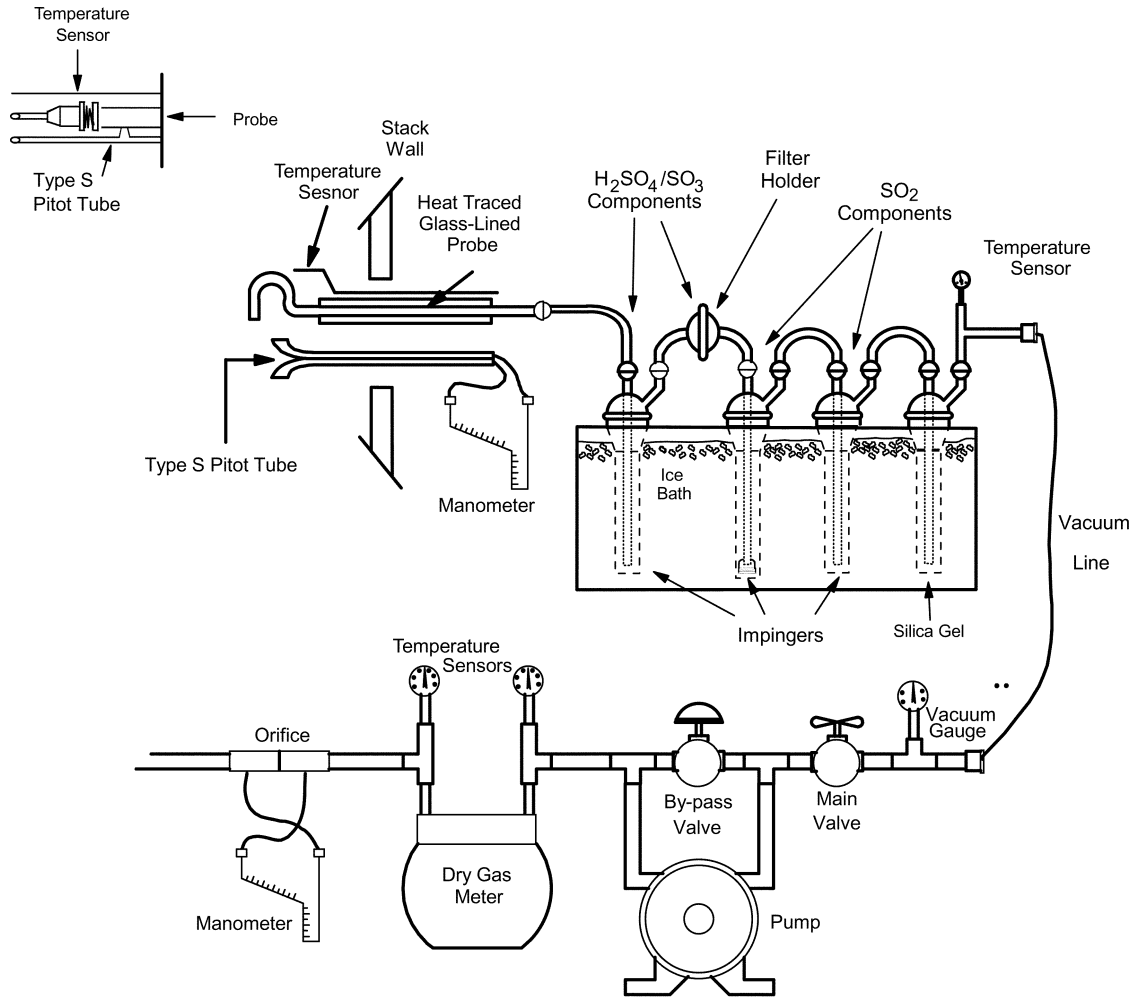 Temperature
Sensor
Probe
Type S
Pitot Tube
Stack
Wall
Temperature
Sesnor
Heat Traced
Glass-Lined
Probe
H2SO4/SO3
Components
Filter
Holder
SO2
Components
Temperature
Sensor
Type S Pitot Tube
Manometer
Ice
Bath
Vacuum
Line
Impingers
Silica Gel
Temperature
Sensors
Orifice
Vacuum
Gauge
By-pass
Valve
Main
Valve
Dry Gas
Meter
Manometer
Pump